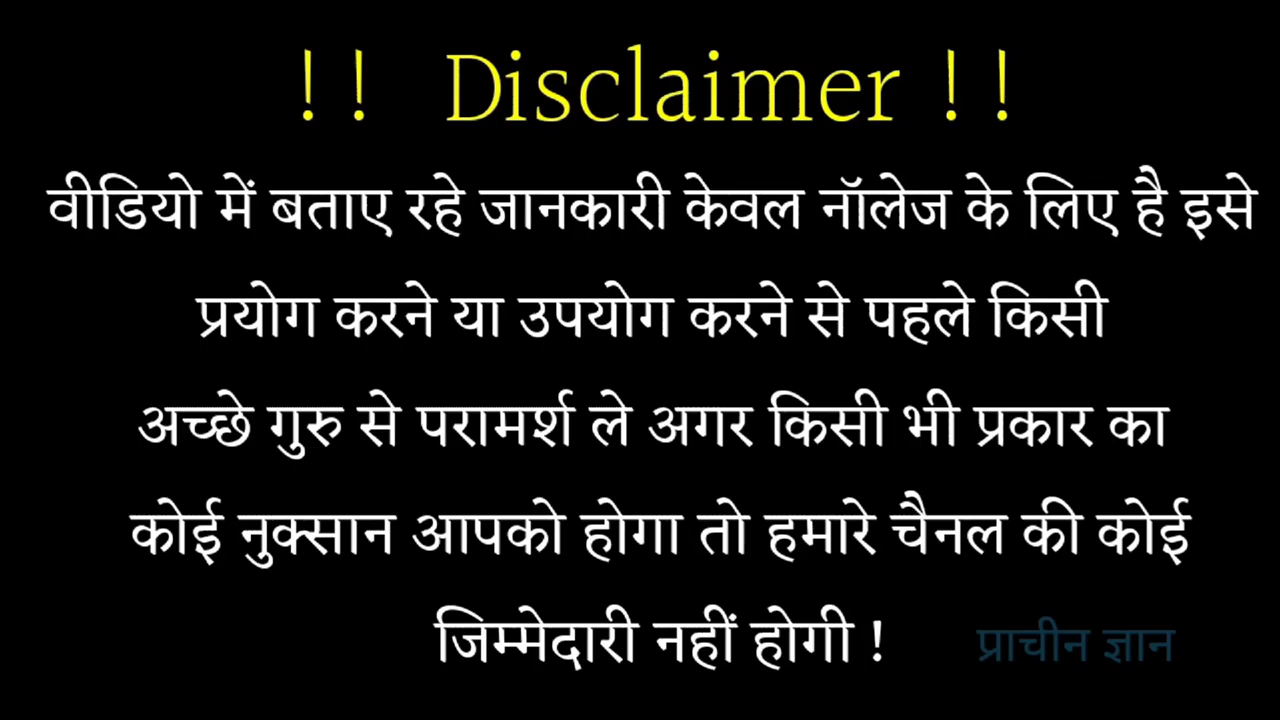 !! Disclaimer !!
वीडियो में बताए रहे जानकारी केवल नॉलेज के लिए है इसे
प्रयोग करने या उपयोग करने से पहले किसी
अच्छे गुरु से परामर्श ले अगर किसी भी प्रकार का
कोई नुक्सान आपको होगा तो हमारे चैनल की कोई
जिम्मेदारी नहीं होगी !
प्राचीन ज्ञान